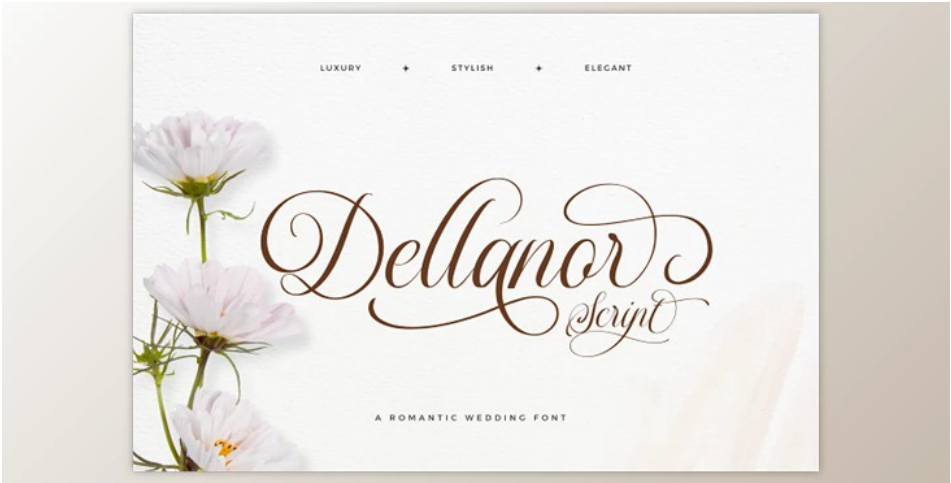 LUXURY ✦ STYLISH ✦ ELEGANT
Dellanor
Script
A ROMANTIC WEDDING FONT